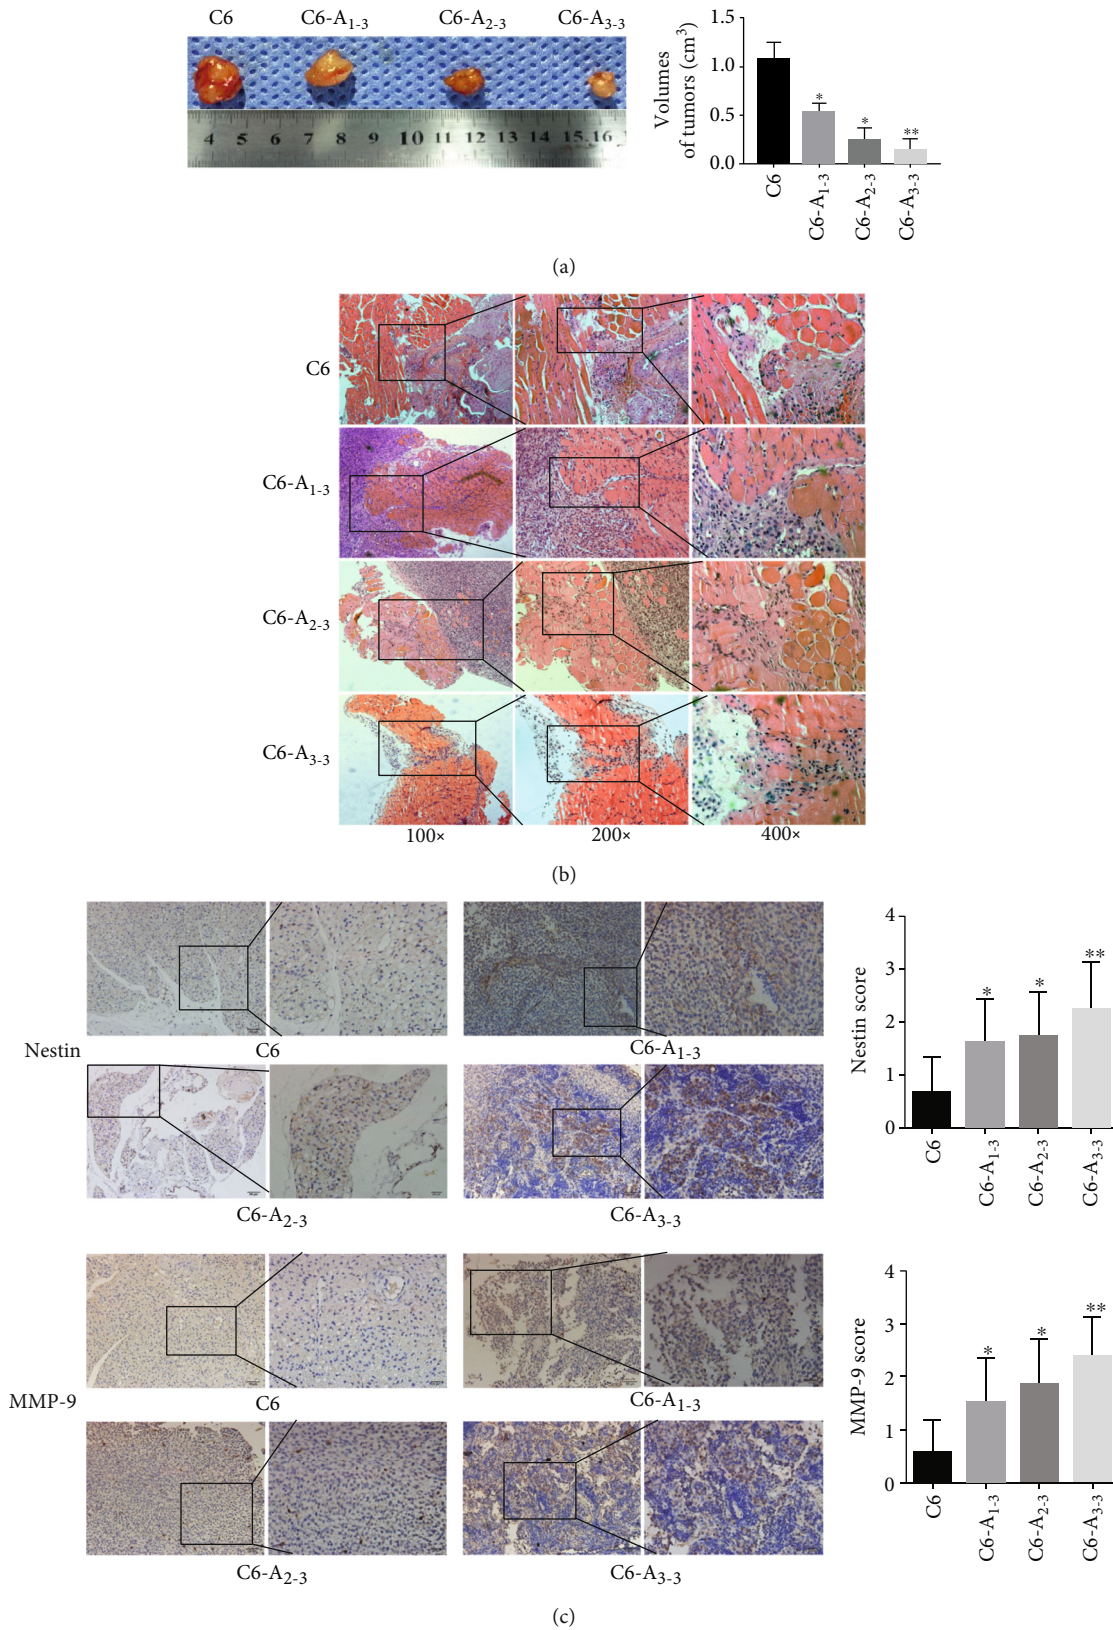 C6 C6-A1-3 C6-A2-3 C6-A3-3
4 5 6 7 8 9 10 11 12 13 14 15 16
Volumes
of tumors (cm3)
1.5
1.0
0.5
0.0
* * **
C6 C6-A1-3 C6-A2-3 C6-A3-3
(a)
C6
C6-A1-3
C6-A2-3
C6-A3-3
100× 200× 400×
(b)
Nestin
C6 C6-A1-3
C6-A2-3 C6-A3-3
Nestin score
4
3
2
1
0
* * **
C6 C6-A1-3 C6-A2-3 C6-A3-3
MMP-9
C6 C6-A1-3
C6-A2-3 C6-A3-3
MMP-9 score
4
3
2
1
0
* * **
C6 C6-A1-3 C6-A2-3 C6-A3-3
(c)